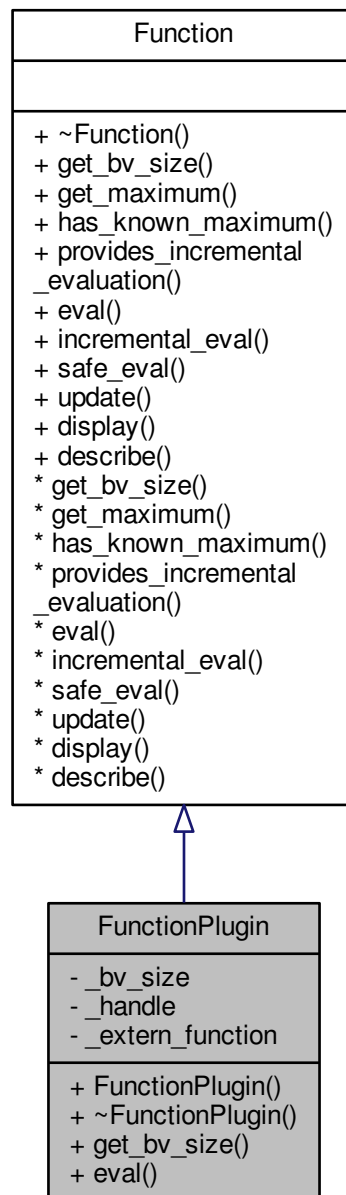 Function
+ ~Function()
+ get_bv_size()
+ get_maximum()
+ has_known_maximum()
+ provides_incremental
_evaluation()
+ eval()
+ incremental_eval()
+ safe_eval()
+ update()
+ display()
+ describe()
* get_bv_size()
* get_maximum()
* has_known_maximum()
* provides_incremental
_evaluation()
* eval()
* incremental_eval()
* safe_eval()
* update()
* display()
* describe()
FunctionPlugin
- _bv_size
- _handle
- _extern_function
+ FunctionPlugin()
+ ~FunctionPlugin()
+ get_bv_size()
+ eval()